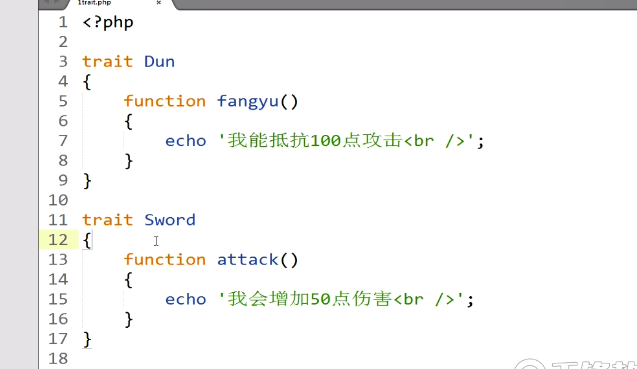 1trait.php ×
1 <?php
2
3 trait Dun
4 {
5 function fangyu()
6 {
7 echo '我能抵抗100点攻击<br />';
8 }
9 }
10
11 trait Sword
12 {
13 function attack()
14 {
15 echo '我会增加50点伤害<br />';
16 }
17 }
18